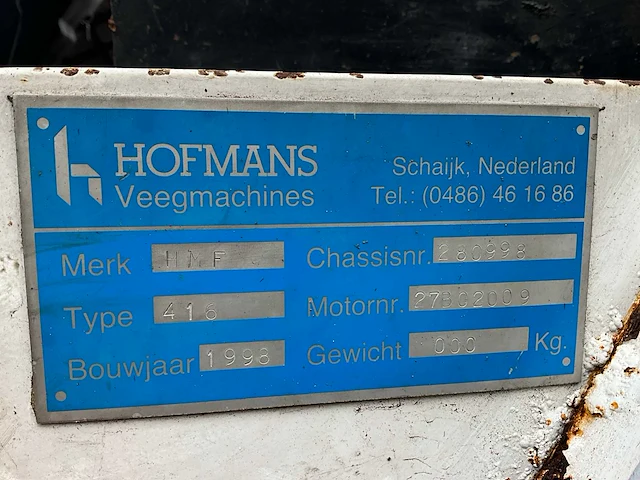 HOFMANS
Veegmachines
Schaijk, Nederland
Tel.: (0486) 46 16 86
Merk HMF
Type 416
Bouwjaar 1998
Chassisnr. 280998
Motornr.
Gewicht 000 Kg.